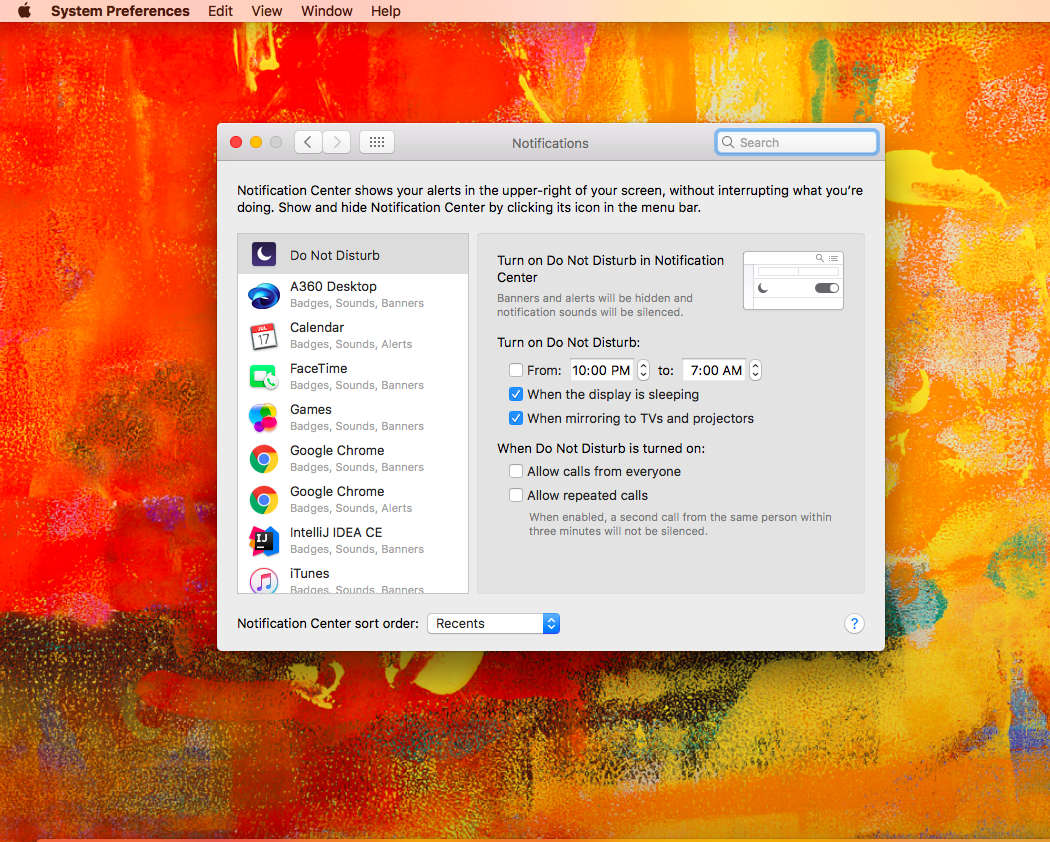 System Preferences Edit View Window Help
Notifications
Search
Notification Center shows your alerts in the upper-right of your screen, without interrupting what you're
doing. Show and hide Notification Center by clicking its icon in the menu bar.
Do Not Disturb
A360 Desktop
Badges, Sounds, Banners
JUL
17
Calendar
Badges, Sounds, Alerts
FaceTime
Badges, Sounds, Banners
Games
Badges, Sounds, Banners
Google Chrome
Badges, Sounds, Banners
Google Chrome
Badges, Sounds, Alerts
IJ
IntelliJ IDEA CE
Badges, Sounds, Banners
iTunes
Badges, Sounds, Banners
Turn on Do Not Disturb in Notification
Center
Banners and alerts will be hidden and
notification sounds will be silenced.
Turn on Do Not Disturb:
From: 10:00 PM to: 7:00 AM
When the display is sleeping
When mirroring to TVs and projectors
When Do Not Disturb is turned on:
Allow calls from everyone
Allow repeated calls
When enabled, a second call from the same person within
three minutes will not be silenced.
Notification Center sort order: Recents
?